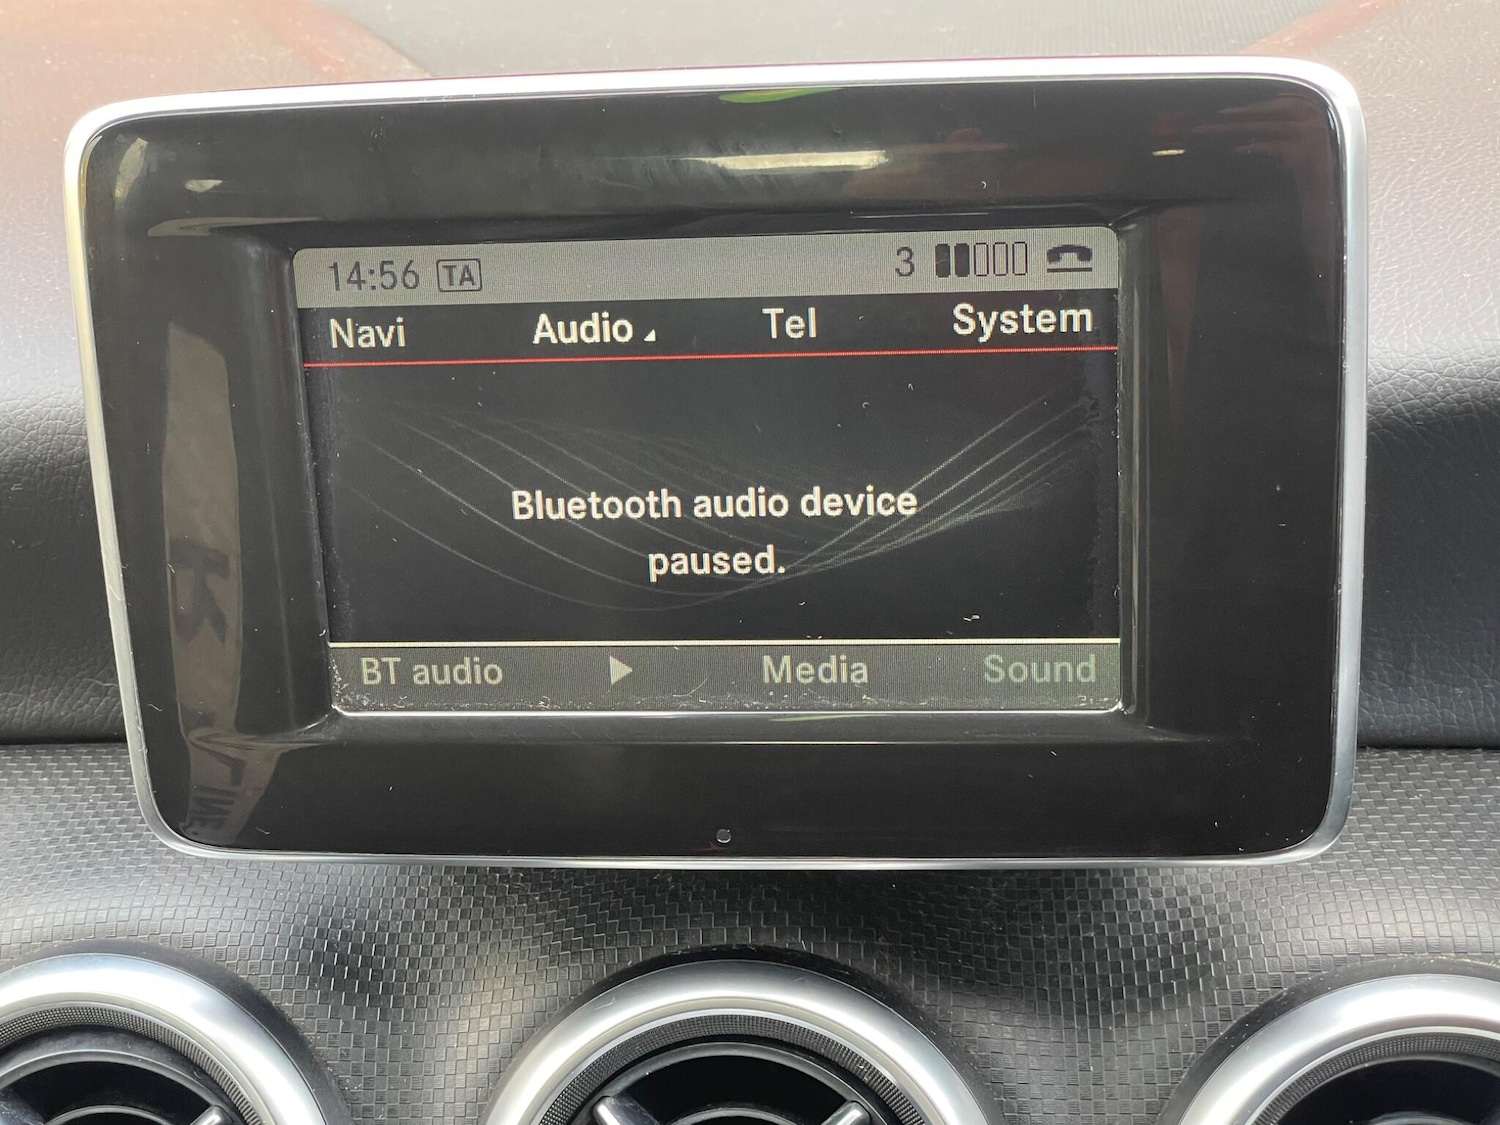 14:56 TA 3
Navi Audio Tel System
Bluetooth audio device
paused.
BT audio Media Sound